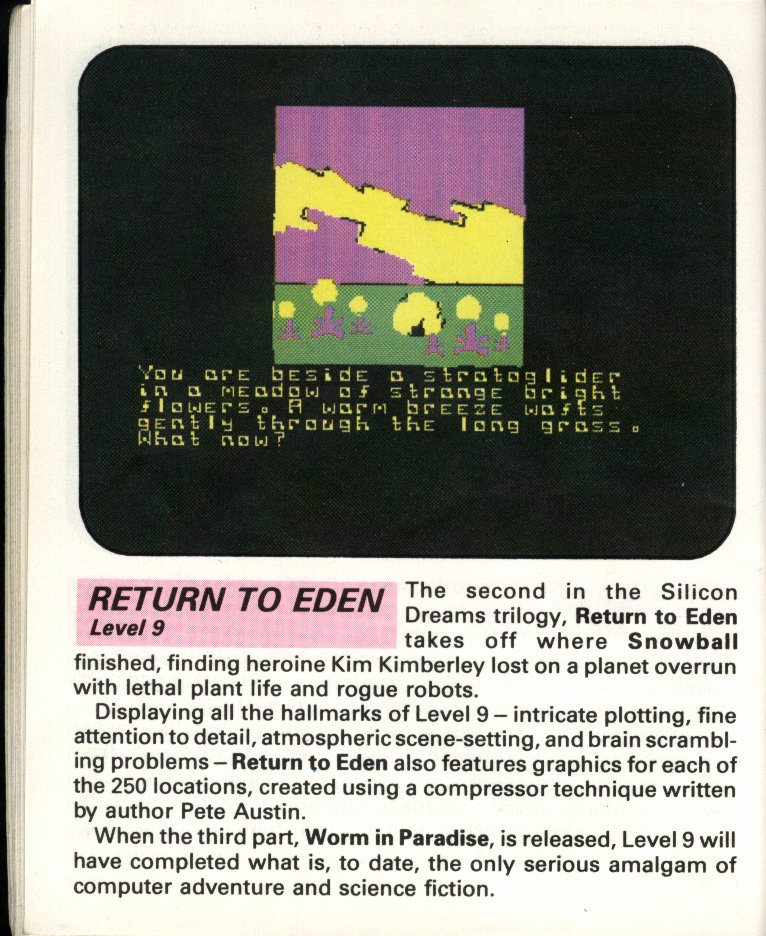 You are beside a stratoglider
in a meadow of strange bright
flowers. A warm breeze wafts
gently through the long grass.
What now?
RETURN TO EDEN
Level 9
The second in the Silicon
Dreams trilogy, Return to Eden
takes off where Snowball
finished, finding heroine Kim Kimberley lost on a planet overrun
with lethal plant life and rogue robots.
Displaying all the hallmarks of Level 9 – intricate plotting, fine
attention to detail, atmospheric scene-setting, and brain scrambl-
ing problems – Return to Eden also features graphics for each of
the 250 locations, created using a compressor technique written
by author Pete Austin.
When the third part, Worm in Paradise, is released, Level 9 will
have completed what is, to date, the only serious amalgam of
computer adventure and science fiction.